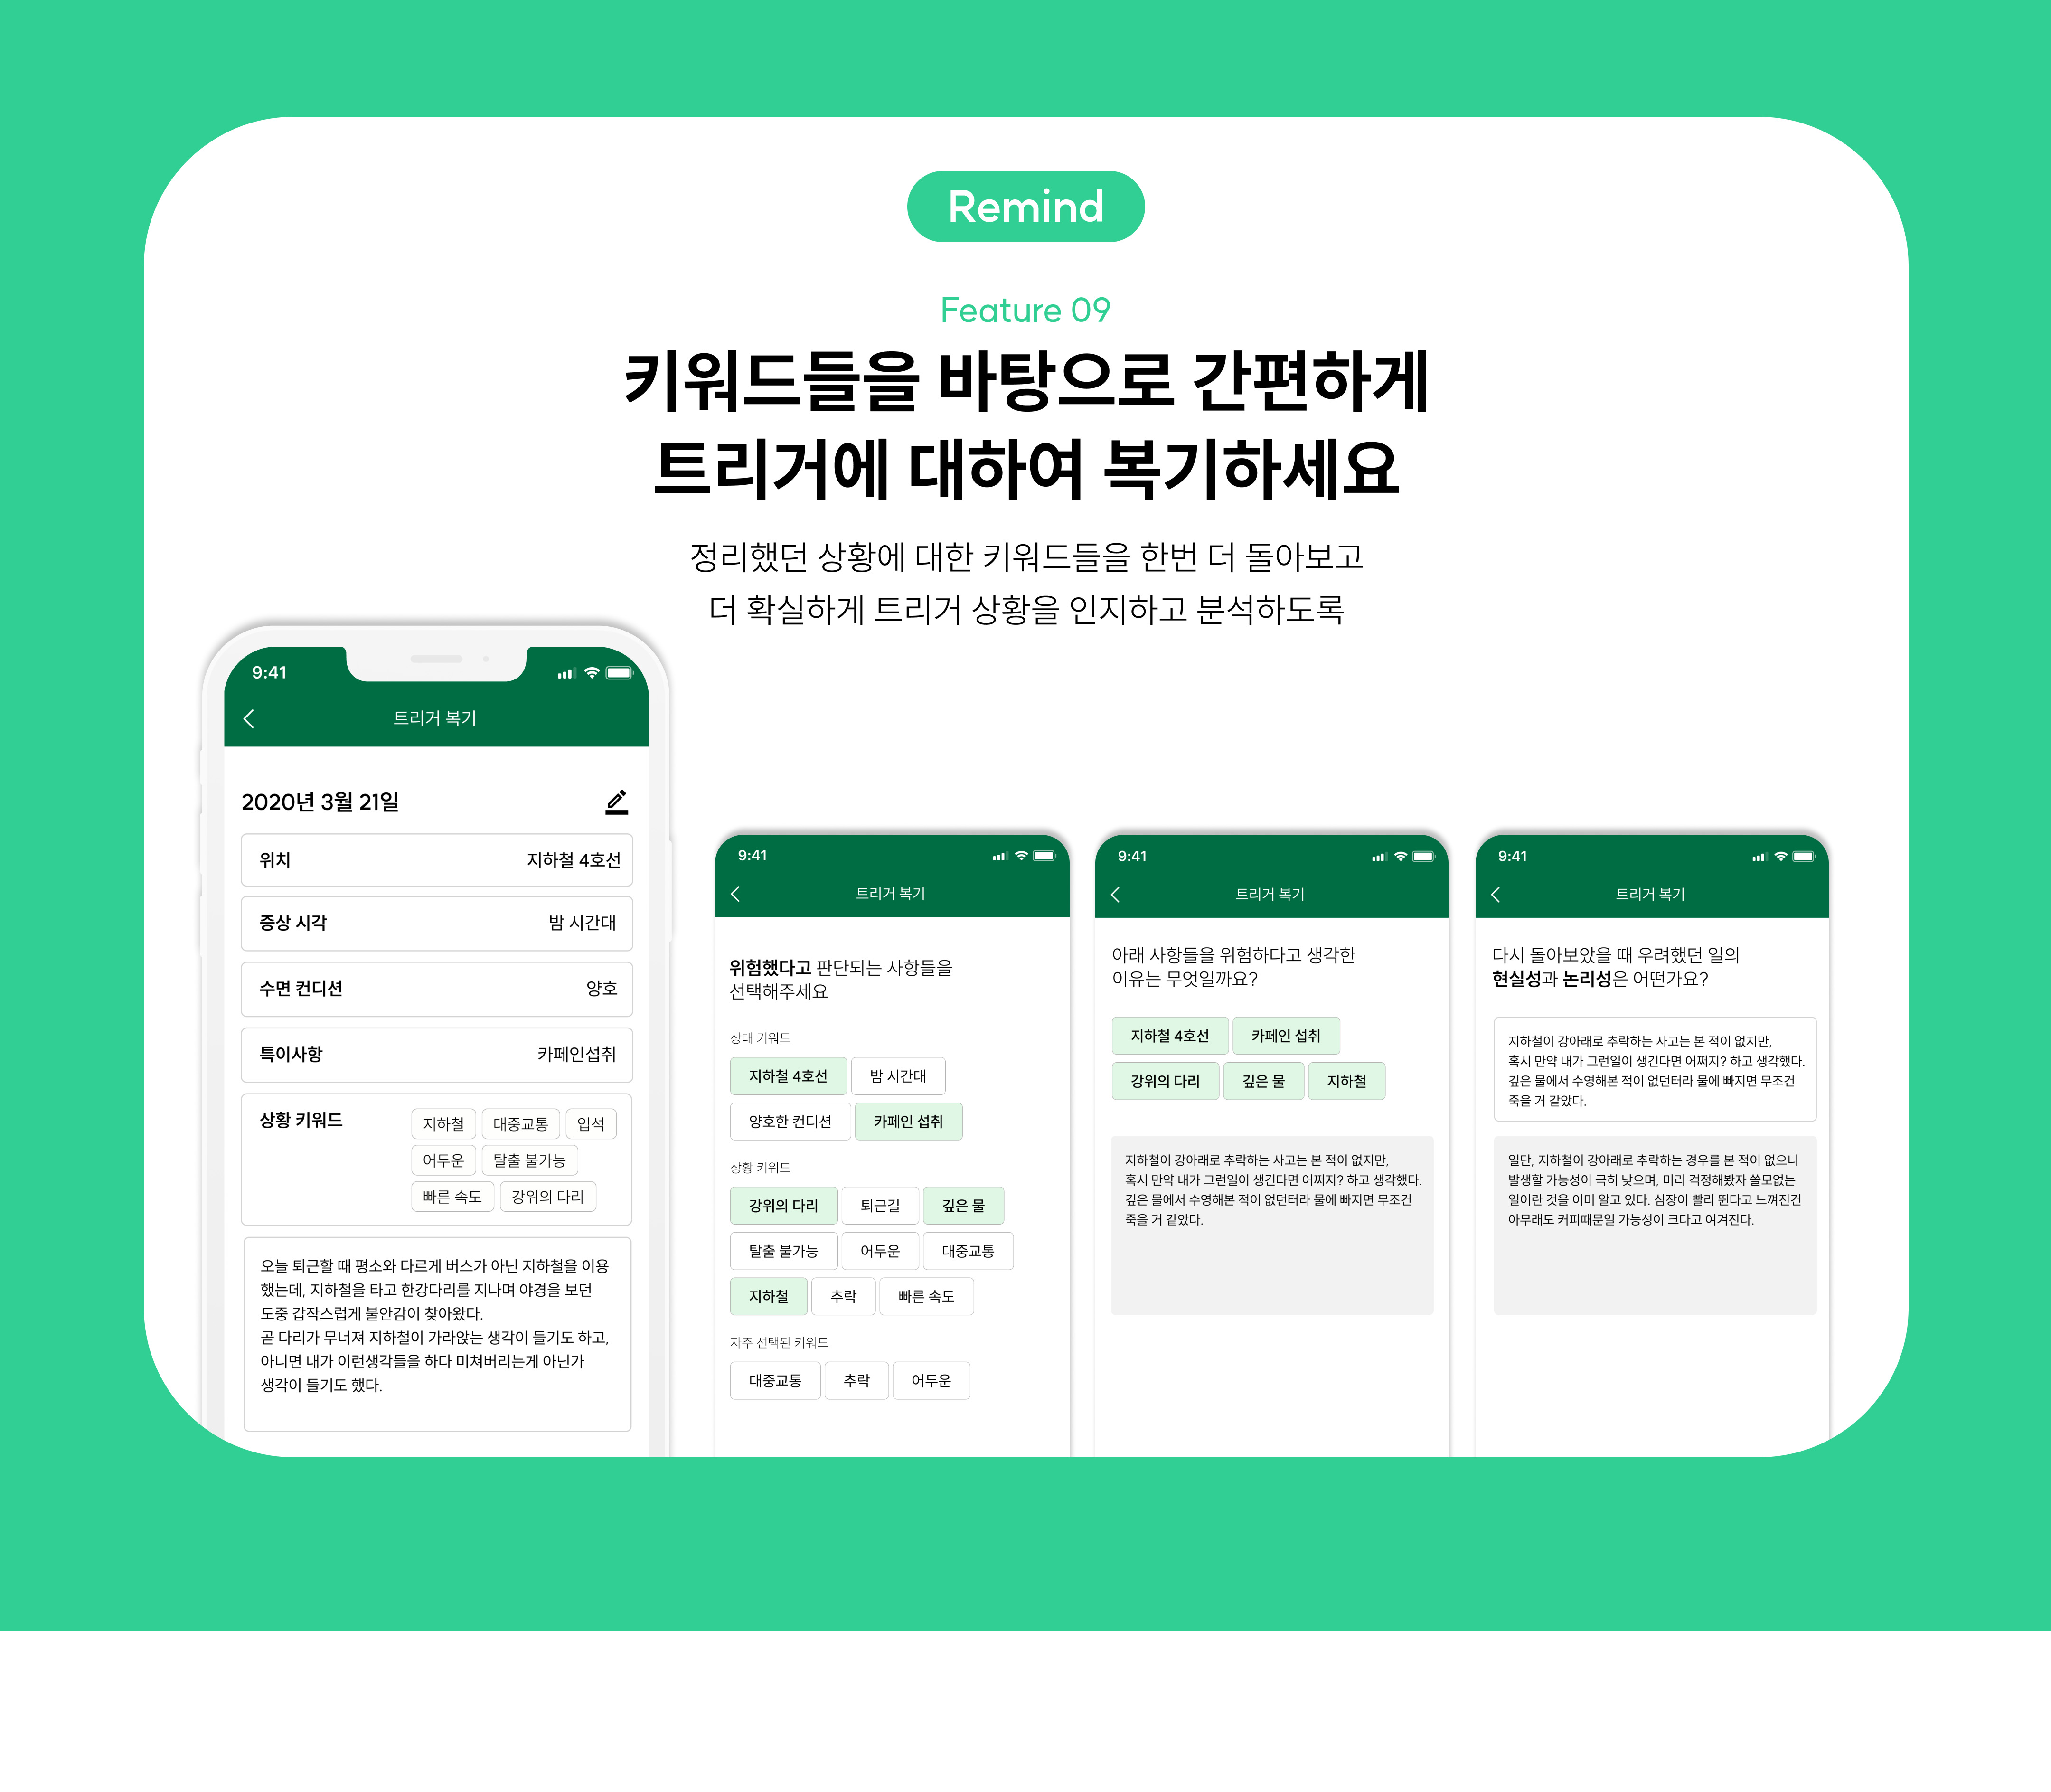 Remind
Feature 09
키워드들을 바탕으로 간편하게
트리거에 대하여 복기하세요
정리했던 상황에 대한 키워드들을 한번 더 돌아보고
더 확실하게 트리거 상황을 인지하고 분석하도록
9:41
트리거 복기
2020년 3월 21일
위치 지하철 4호선
증상 시각 밤 시간대
수면 컨디션 양호
특이사항 카페인섭취
상황 키워드 지하철 대중교통 입석
어두운 탈출 불가능
빠른 속도 강위의 다리
오늘 퇴근할 때 평소와 다르게 버스가 아닌 지하철을 이용
했는데, 지하철을 타고 한강다리를 지나며 야경을 보던
도중 갑작스럽게 불안감이 찾아왔다.
곧 다리가 무너져 지하철이 가라앉는 생각이 들기도 하고,
아니면 내가 이런생각들을 하다 미쳐버리는게 아닌가
생각이 들기도 했다.
9:41
트리거 복기
위험했다고 판단되는 사항들을
선택해주세요
상태 키워드
지하철 4호선 밤 시간대
양호한 컨디션 카페인 섭취
상황 키워드
강위의 다리 퇴근길 깊은 물
탈출 불가능 어두운 대중교통
지하철 추락 빠른 속도
자주 선택된 키워드
대중교통 추락 어두운
9:41
트리거 복기
아래 사항들을 위험하다고 생각한
이유는 무엇일까요?
지하철 4호선 카페인 섭취
강위의 다리 깊은 물 지하철
지하철이 강아래로 추락하는 사고는 본 적이 없지만,
혹시 만약 내가 그런일이 생긴다면 어쩌지? 하고 생각했다.
깊은 물에서 수영해본 적이 없던터라 물에 빠지면 무조건
죽을 거 같았다.
9:41
트리거 복기
다시 돌아보았을 때 우려했던 일의
현실성과 논리성은 어떤가요?
지하철이 강아래로 추락하는 사고는 본 적이 없지만,
혹시 만약 내가 그런일이 생긴다면 어쩌지? 하고 생각했다.
깊은 물에서 수영해본 적이 없던터라 물에 빠지면 무조건
죽을 거 같았다.
일단, 지하철이 강아래로 추락하는 경우를 본 적이 없으니
발생할 가능성이 극히 낮으며, 미리 걱정해봤자 쓸모없는
일이란 것을 이미 알고 있다. 심장이 빨리 뛴다고 느껴진건
아무래도 커피때문일 가능성이 크다고 여겨진다.